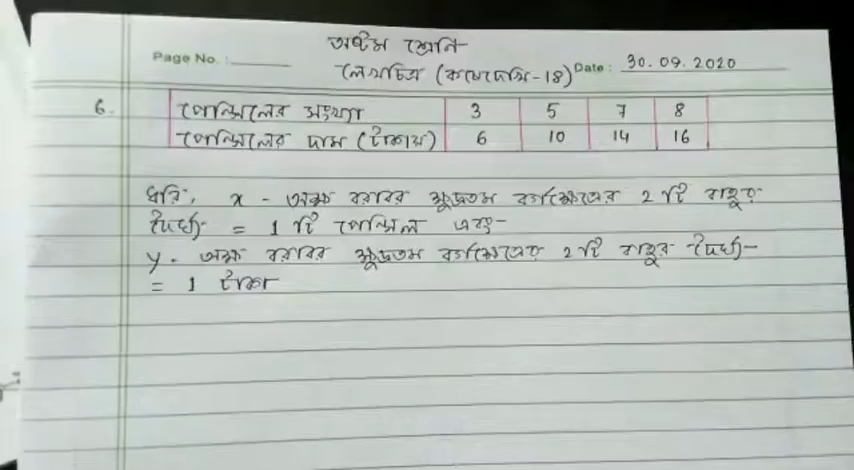 অষ্টম শ্রেনি
Page No. :
লেখচিত্র (কষেদেখি-18) Date : 30.09.2020
6. পেন্সিলের সংখ্যা 3 5 7 8
পেন্সিলের দাম (টাকায়) 6 10 14 16
ধরি, x - অক্ষ বরাবর ক্ষুদ্রতম বর্গক্ষেত্রের 2 টি বাহুর
দৈর্ঘ্য = 1 টি পেন্সিল এবং
y - অক্ষ বরাবর ক্ষুদ্রতম বর্গক্ষেত্রের 2 টি বাহুর দৈর্ঘ্য
= 1 টাকা